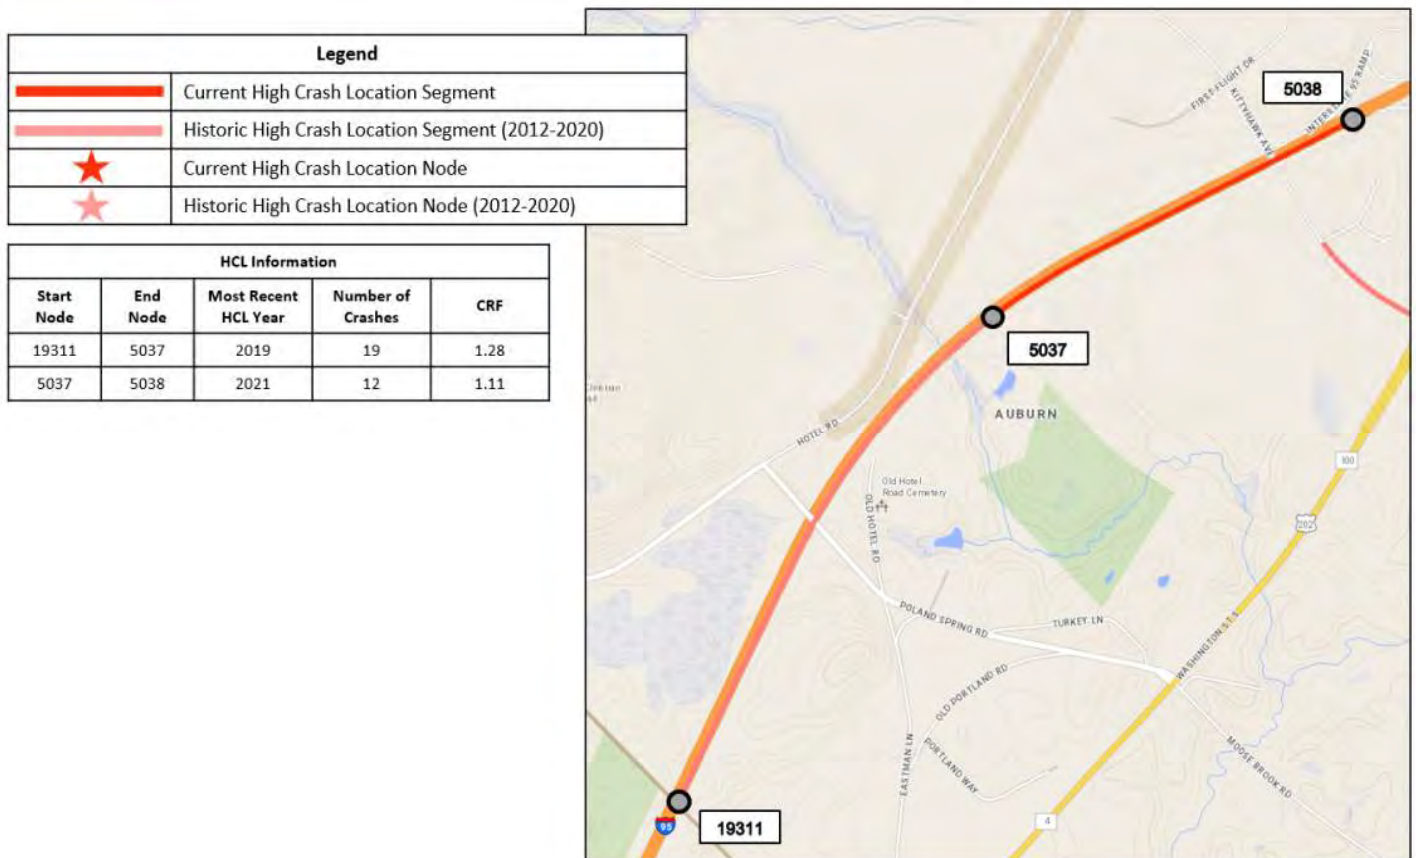 Legend
Current High Crash Location Segment
Historic High Crash Location Segment (2012-2020)
Current High Crash Location Node
Historic High Crash Location Node (2012-2020)
HCL Information
Start Node End Node Most Recent HCL Year Number of Crashes CRF
19311 5037 2019 19 1.28
5037 5038 2021 12 1.11
FIRST FLIGHT DR
KITTYHAWK AVE
INTERSTATE 95 RAMP
5038
5037
AUBURN
HOTEL RD
Old Hotel
Road Cemetery
OLD HOTEL RD
100
202
POLAND SPRING RD
TURKEY LN
WASHINGTON ST S
OLD PORTLAND RD
EASTMAN LN
PORTLAND WAY
MOOSE BROOK RD
95
19311
4